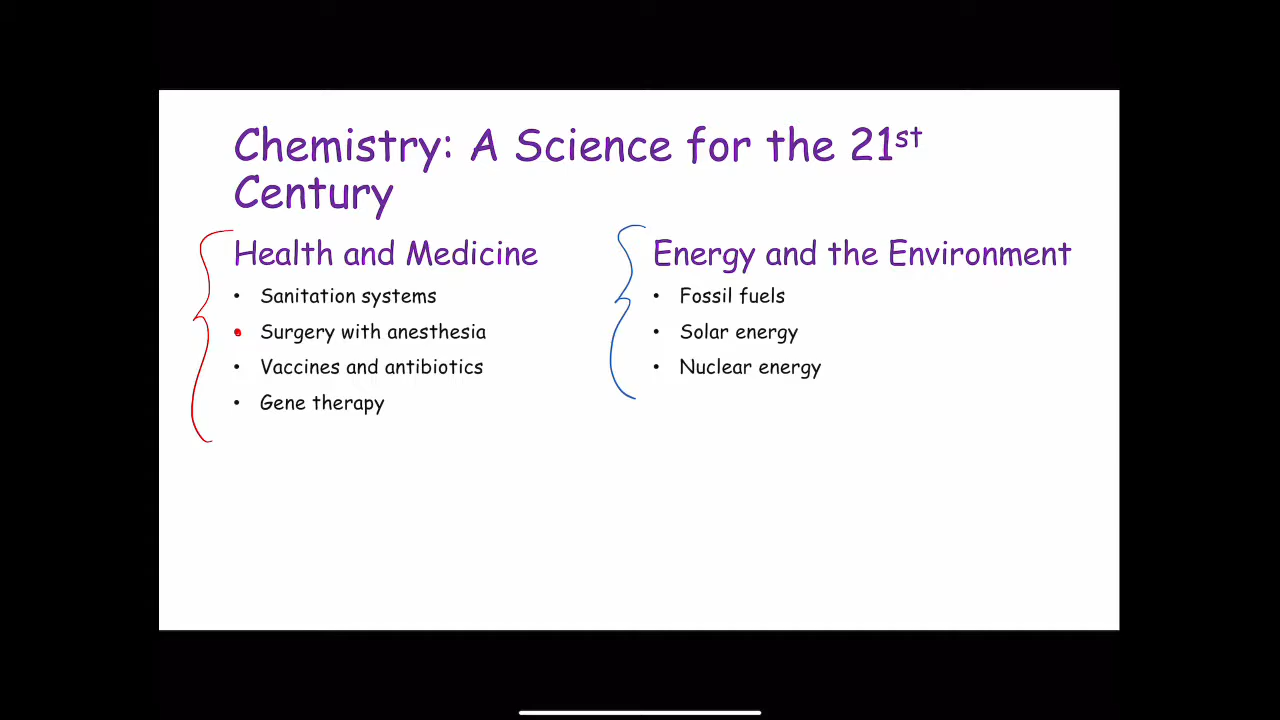 Chemistry: A Science for the 21st
Century
Health and Medicine
• Sanitation systems
• Surgery with anesthesia
• Vaccines and antibiotics
• Gene therapy
Energy and the Environment
• Fossil fuels
• Solar energy
• Nuclear energy